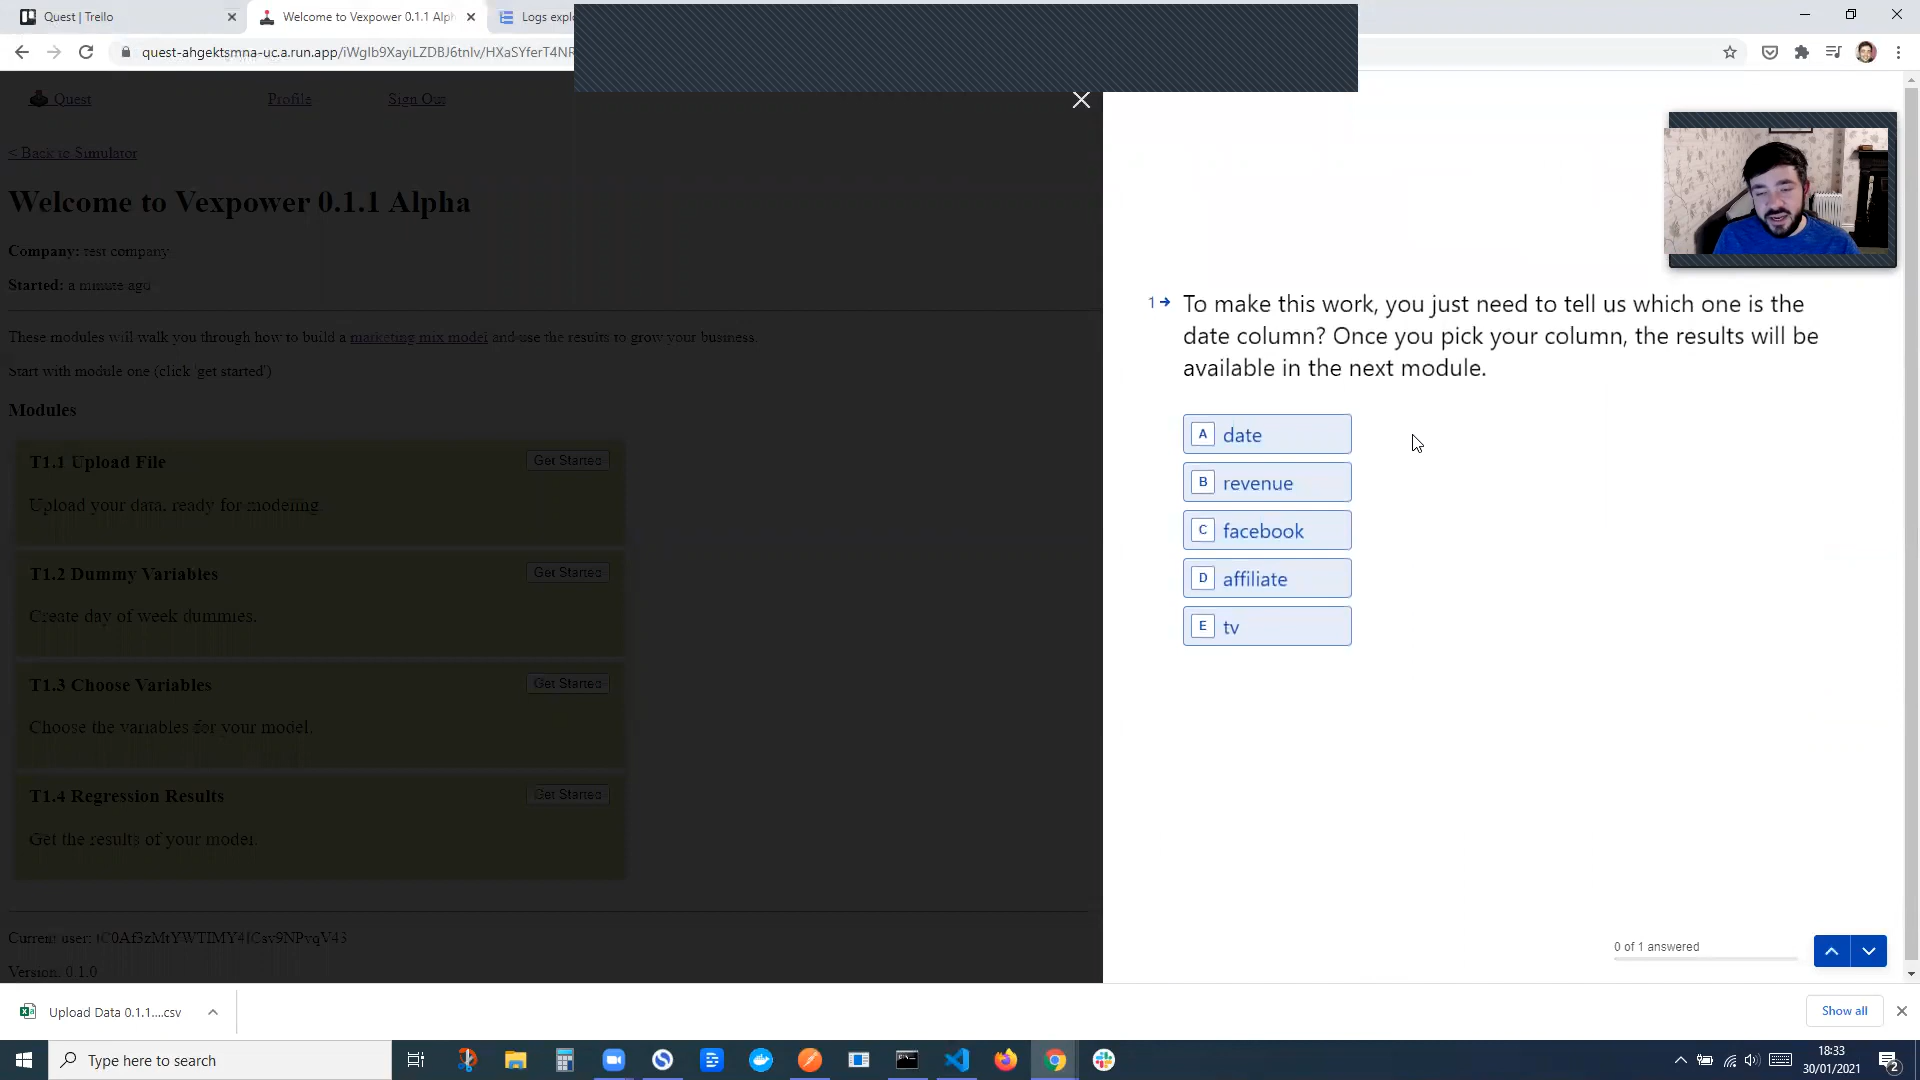 Quest | Trello
Welcome to Vexpower 0.1.1 Alph
Logs explo
quest-ahgektsmna-uc.a.run.app/iWglb9XayiLZDBJ6tnIv/HXaSYferT4NR
Quest
Profile
Sign Out
< Back to Simulator
Welcome to Vexpower 0.1.1 Alpha
Company: test company
Started: a minute ago
These modules will walk you through how to build a marketing mix model and use the results to grow your business.
Start with module one (click 'get started')
Modules
T1.1 Upload File
Get Started
Upload your data, ready for modeling.
T1.2 Dummy Variables
Get Started
Create day of week dummies.
T1.3 Choose Variables
Get Started
Choose the variables for your model.
T1.4 Regression Results
Get Started
Get the results of your model.
Current user:
Version: 0.1.0
1 To make this work, you just need to tell us which one is the
date column? Once you pick your column, the results will be
available in the next module.
A date
B revenue
C facebook
D affiliate
E tv
0 of 1 answered
Upload Data 0.1.1....csv
Show all
Type here to search
18:33
30/01/2021
2